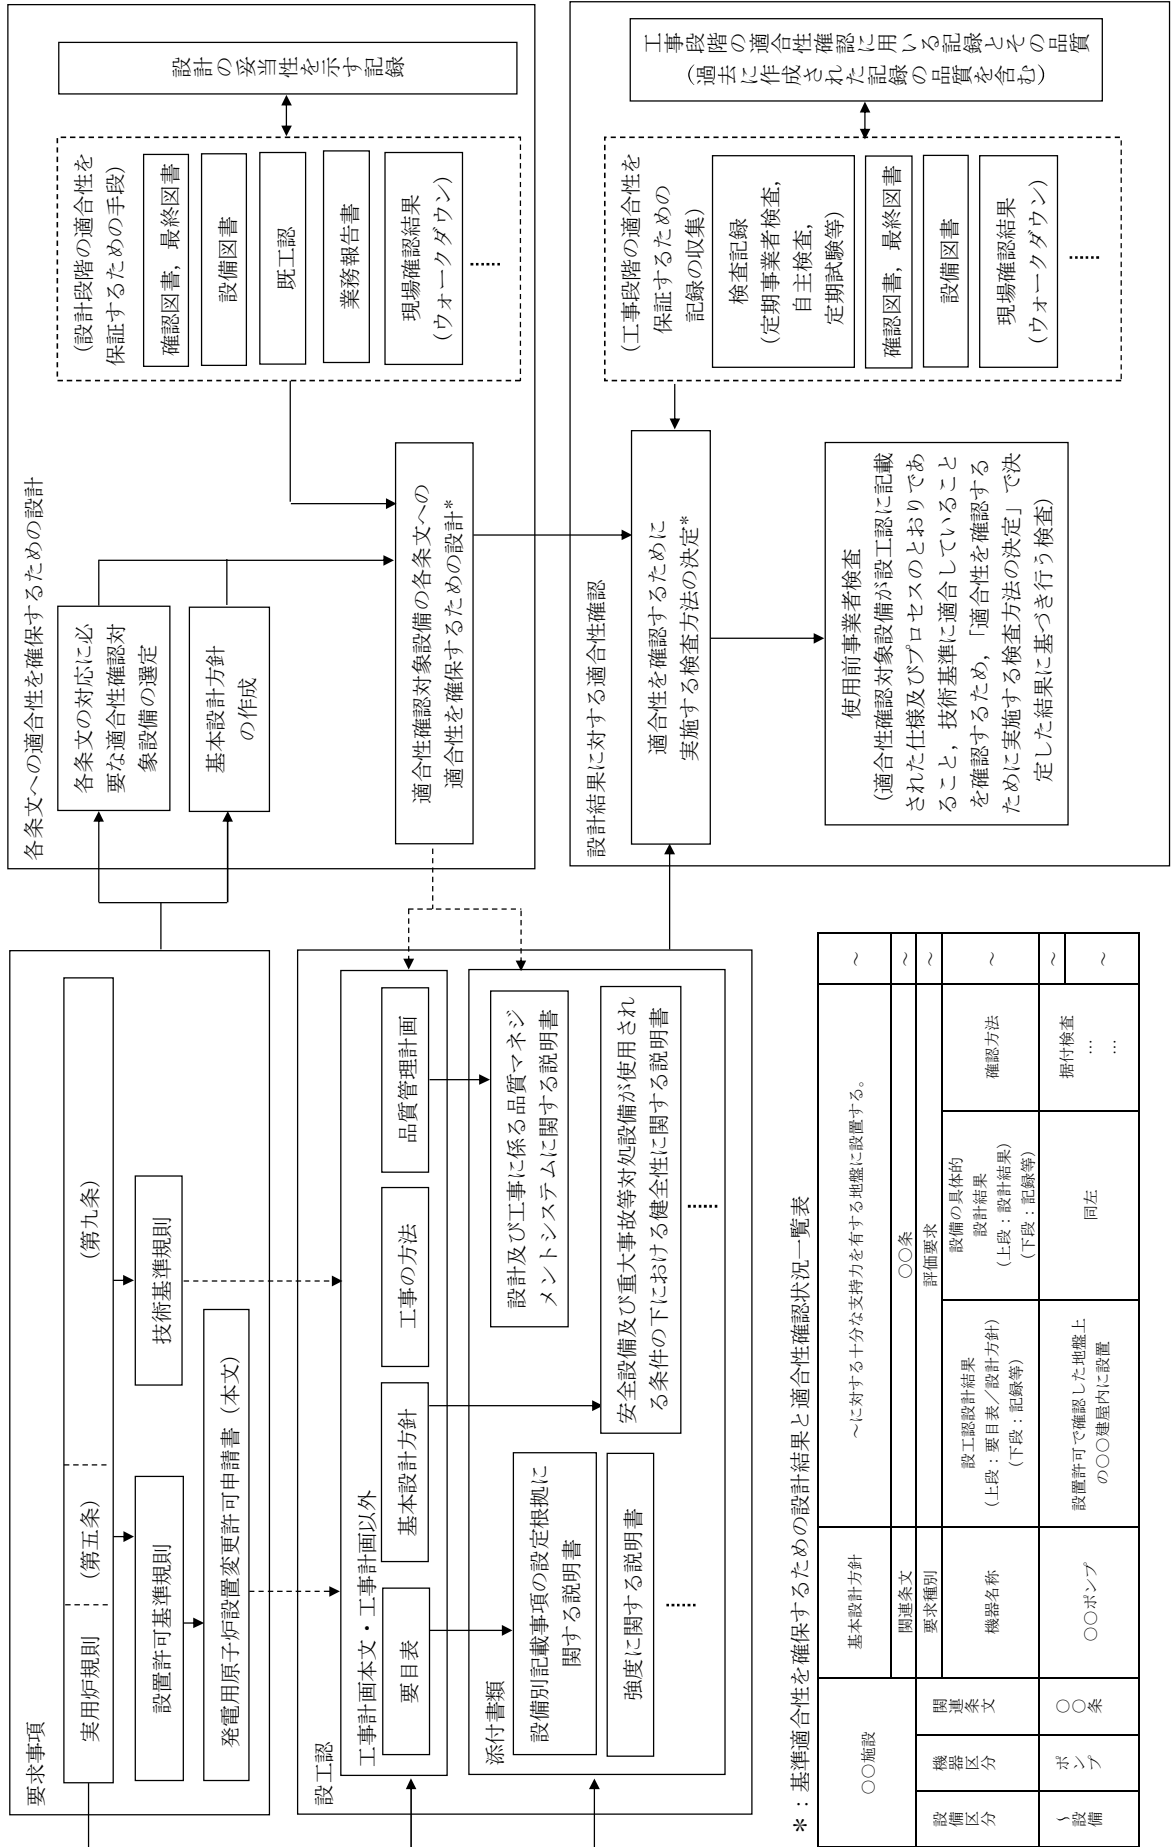 要求事項
実用炉規則
(第五条)
(第九条)
設置許可基準規則
技術基準規則
発電用原子炉設置変更許可申請書(本文)
設工認
工事計画本文・工事計画以外
要目表
基本設計方針
工事の方法
品質管理計画
添付書類
設備別記載事項の設定根拠に
関する説明書
強度に関する説明書
……
設計及び工事に係る品質マネジ
メントシステムに関する説明書
安全設備及び重大事故等対処設備が使用され
る条件の下における健全性に関する説明書
……
各条文への適合性を確保するための設計
各条文の対応に必
要な適合性確認対
象設備の選定
基本設計方針
の作成
適合性確認対象設備の各条文への
適合性を確保するための設計*
(設計段階の適合性を
保証するための手段)
確認図書，最終図書
設備図書
既工認
業務報告書
現場確認結果
(ウォークダウン)
……
設計の妥当性を示す記録
設計結果に対する適合性確認
適合性を確認するために
実施する検査方法の決定*
使用前事業者検査
(適合性確認対象設備が設工認に記載
された仕様及びプロセスのとおりであ
ること，技術基準に適合していること
を確認するため，「適合性を確認する
ために実施する検査方法の決定」で決
定した結果に基づき行う検査)
(工事段階の適合性を
保証するための
記録の収集)
検査記録
(定期事業者検査，
自主検査，
定期試験等)
確認図書，最終図書
設備図書
現場確認結果
(ウォークダウン)
……
工事段階の適合性確認に用いる記録とその品質
(過去に作成された記録の品質を含む)
*：基準適合性を確保するための設計結果と適合性確認状況一覧表
○○施設
基本設計方針
～に対する十分な支持力を有する地盤に設置する。
～
関連条文
○○条
～
要求種別
評価要求
～
設備区分
機器区分
関連条文
機器名称
設工認設計結果
(上段：要目表／設計方針)
(下段：記録等)
設備の具体的
設計結果
(上段：設計結果)
(下段：記録等)
確認方法
～
～設備
ポンプ
○○条
○○ポンプ
設置許可で確認した地盤上
の○○建屋内に設置
同左
据付検査
…
…
～
～